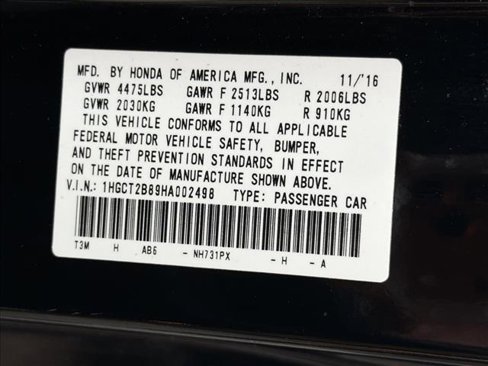 MFD. BY HONDA OF AMERICA MFG., INC. 11/'16
GVWR 4475LBS GAWR F 2513LBS R 2006LBS
GVWR 2030KG GAWR F 1140KG R 910KG
THIS VEHICLE CONFORMS TO ALL APPLICABLE
FEDERAL MOTOR VEHICLE SAFETY, BUMPER,
AND THEFT PREVENTION STANDARDS IN EFFECT
ON THE DATE OF MANUFACTURE SHOWN ABOVE.
V.I.N.: 1HGCT2B89HA002498 TYPE: PASSENGER CAR
T3M H AB6 - NH731PX - H - A